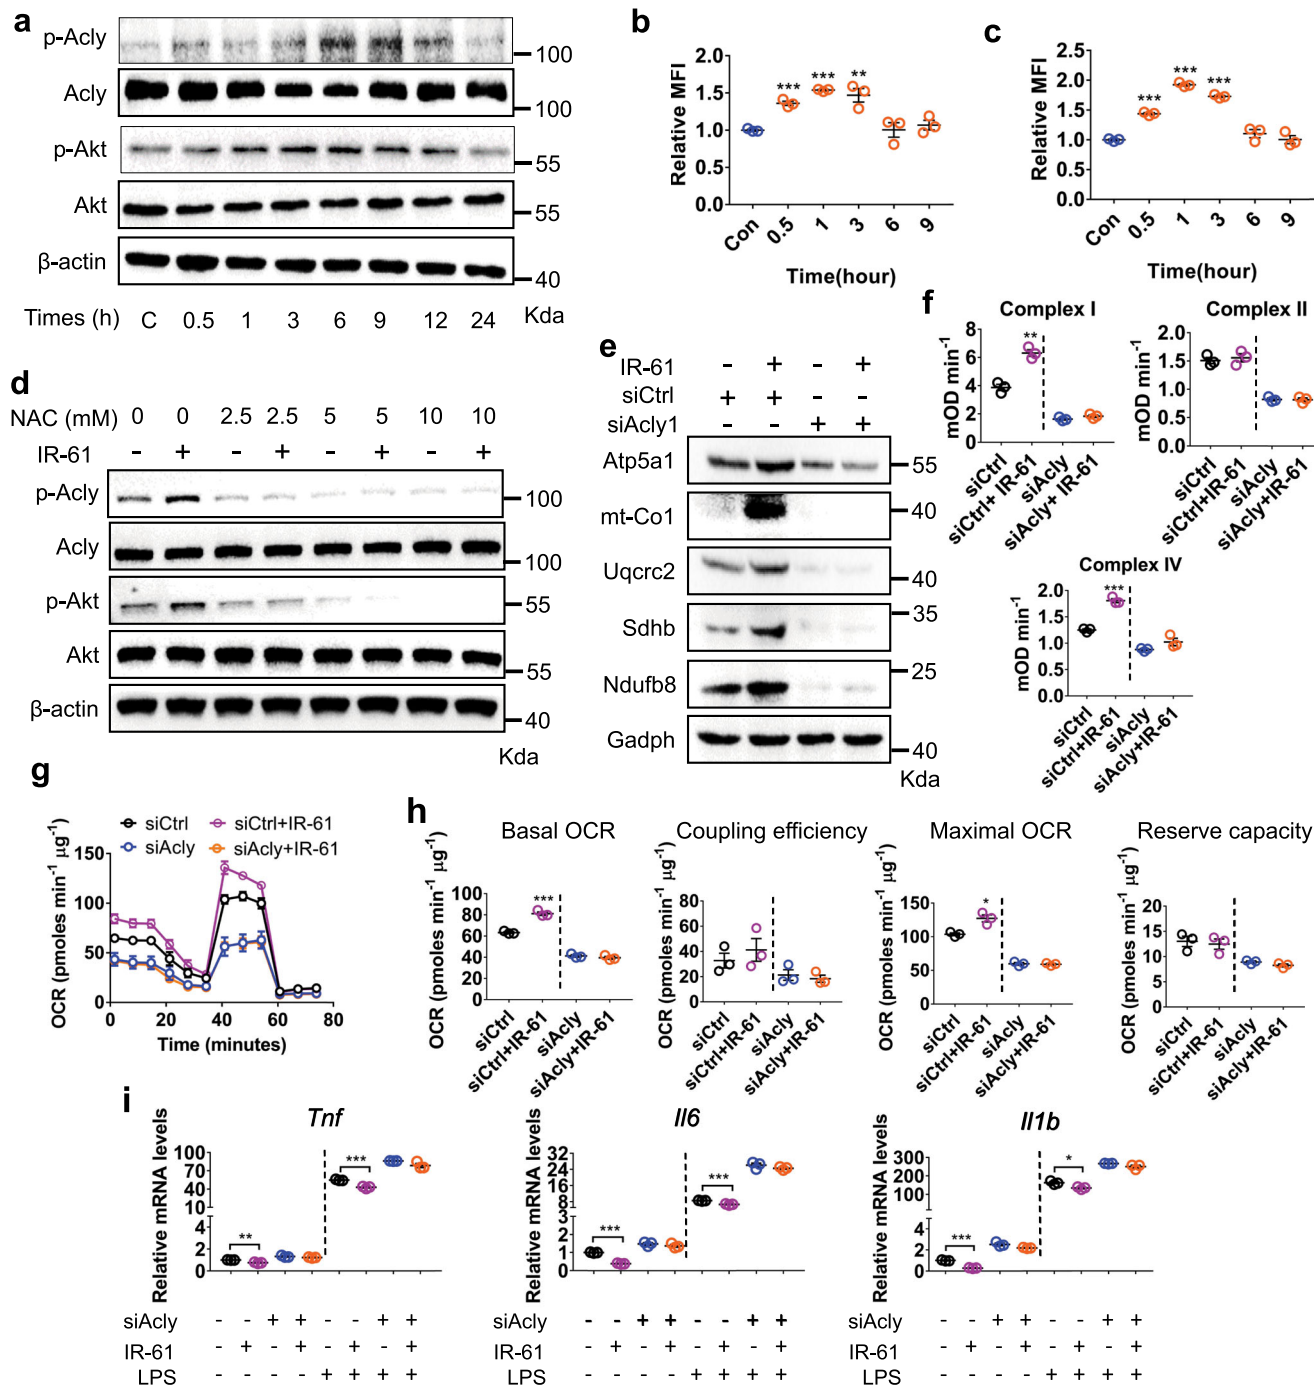 a
p-Acly
100
Acly
100
p-Akt
55
Akt
55
β-actin
40
Times (h) C 0.5 1 3 6 9 12 24 Kda
b
Relative MFI
2.0
1.5
1.0
0.5
0.0
*** *** **
Con 0.5 1 3 6 9
Time(hour)
c
Relative MFI
2.5
2.0
1.5
1.0
0.5
0.0
*** *** ***
Con 0.5 1 3 6 9
Time(hour)
d
NAC (mM) 0 0 2.5 2.5 5 5 10 10
IR-61 - + - + - + - +
p-Acly
100
Acly
100
p-Akt
55
Akt
55
β-actin
40
Kda
e
IR-61 - + - +
siCtrl + + - -
siAcly1 - - + +
Atp5a1 55
mt-Co1 40
Uqcrc2 40
Sdhb 35
Ndufb8 25
Gadph 40
Kda
f
Complex I
mOD min-1
8
6
4
2
0
**
siCtrl
siCtrl+ IR-61
siAcly
siAcly+ IR-61
Complex II
mOD min-1
2.0
1.5
1.0
0.5
0.0
siCtrl
siCtrl+IR-61
siAcly
siAcly+IR-61
Complex IV
mOD min-1
2.0
1.5
1.0
0.5
0.0
***
siCtrl
siCtrl+IR-61
siAcly
siAcly+IR-61
g
siCtrl siCtrl+IR-61
siAcly siAcly+IR-61
OCR (pmoles min-1 μg-1)
150
100
50
0
0 20 40 60 80
Time (minutes)
h
Basal OCR
OCR (pmoles min-1 μg-1)
100
80
60
40
20
0
***
siCtrl
siCtrl+IR-61
siAcly
siAcly+IR-61
Coupling efficiency
OCR (pmoles min-1 μg-1)
80
60
40
20
0
siCtrl
siCtrl+IR-61
siAcly
siAcly+IR-61
Maximal OCR
OCR (pmoles min-1 μg-1)
150
100
50
0
*
siCtrl
siCtrl+IR-61
siAcly
siAcly+IR-61
Reserve capacity
OCR (pmoles min-1 μg-1)
20
15
10
5
0
siCtrl
siCtrl+IR-61
siAcly
siAcly+IR-61
i
Tnf
Relative mRNA levels
100
70
40
10
4
2
0
**
***
siAcly - - + + - - + +
IR-61 - + - + - + - +
LPS - - - - + + + +
Il6
Relative mRNA levels
32
24
16
8
2
1
0
***
***
siAcly - - + + - - + +
IR-61 - + - + - + - +
LPS - - - - + + + +
Il1b
Relative mRNA levels
300
200
100
6
4
2
0
***
*
siAcly - - + + - - + +
IR-61 - + - + - + - +
LPS - - - - + + + +